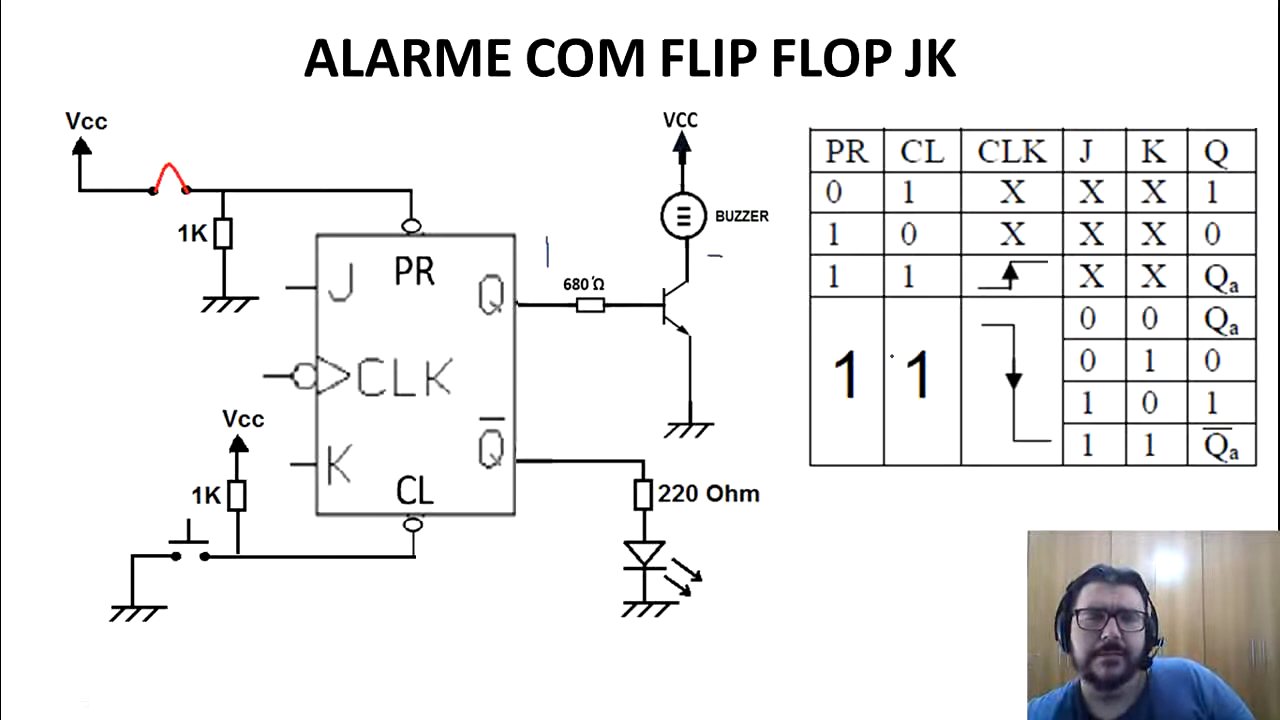 ALARME COM FLIP FLOP JK
Vcc
1K
PR
J
Q
CLK
K
Q̅
CL
Vcc
1K
680 Ω
VCC
BUZZER
220 Ohm
PR CL CLK J K Q
0 1 X X X 1
1 0 X X X 0
1 1 X X Qa
1 1 0 0 Qa
0 1 0
1 0 1
1 1 Q̅a